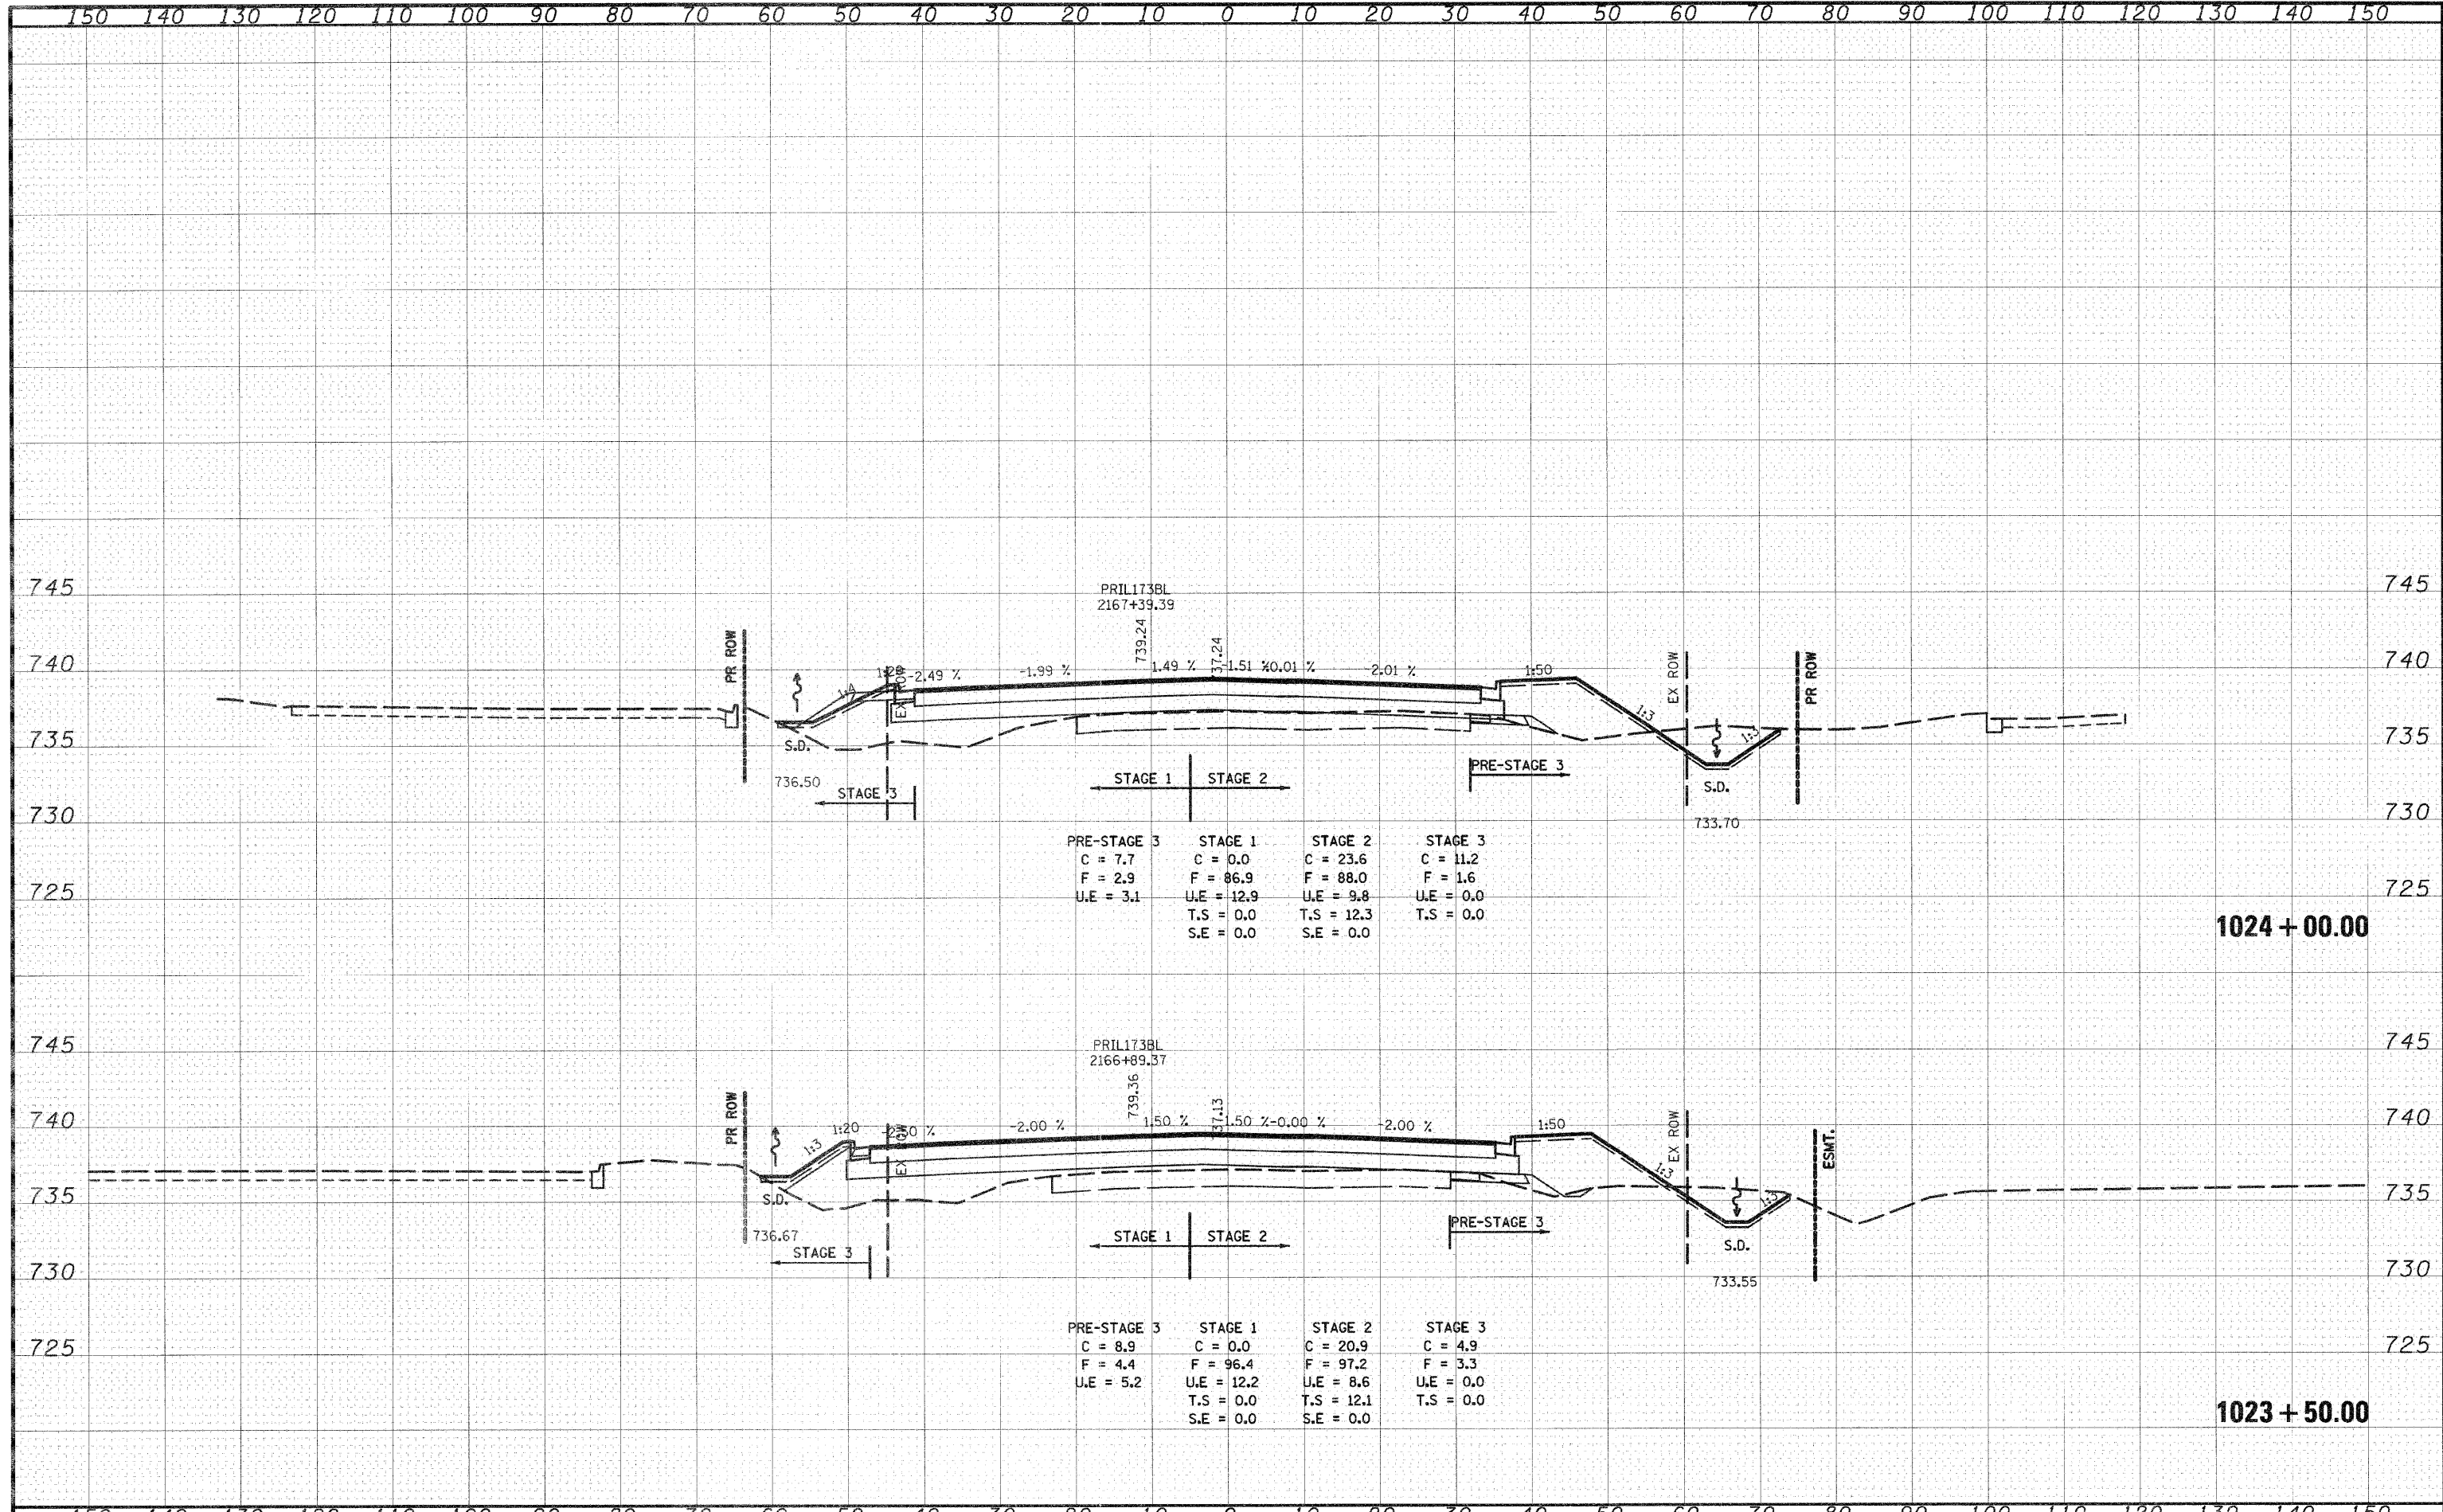 150 140 130 120 110 100 90 80 70 60 50 40 30 20 10 0 10 20 30 40 50 60 70 80 90 100 110 120 130 140 150
745 745
PRIL173BL
2167+39.39
739.24
37.24
PR ROW
EX ROW
PR ROW
740 740
1:4 1:20 -2.49 % -1.99 % 1.49 % -1.51 % 0.01 % -2.01 % 1:50
EX ROW
1:3 1:3
735 735
S.D. S.D.
736.50
STAGE 3
STAGE 1 STAGE 2
PRE-STAGE 3
730 730
733.70
PRE-STAGE 3 STAGE 1 STAGE 2 STAGE 3
C = 7.7 C = 0.0 C = 23.6 C = 11.2
F = 2.9 F = 86.9 F = 88.0 F = 1.6
U.E = 3.1 U.E = 12.9 U.E = 9.8 U.E = 0.0
T.S = 0.0 T.S = 12.3 T.S = 0.0
S.E = 0.0 S.E = 0.0
725 725
1024+00.00
745 745
PRIL173BL
2166+89.37
739.36
37.13
PR ROW
EX ROW
ESMT.
740 740
1:3 1:20 -2.50 % -2.00 % 1.50 % 1.50 % -0.00 % -2.00 % 1:50
EX ROW
1:3 1:3
735 735
S.D. S.D.
736.67
STAGE 3
STAGE 1 STAGE 2
PRE-STAGE 3
730 730
733.55
PRE-STAGE 3 STAGE 1 STAGE 2 STAGE 3
C = 8.9 C = 0.0 C = 20.9 C = 4.9
F = 4.4 F = 96.4 F = 97.2 F = 3.3
U.E = 5.2 U.E = 12.2 U.E = 8.6 U.E = 0.0
T.S = 0.0 T.S = 12.1 T.S = 0.0
S.E = 0.0 S.E = 0.0
725 725
1023+50.00